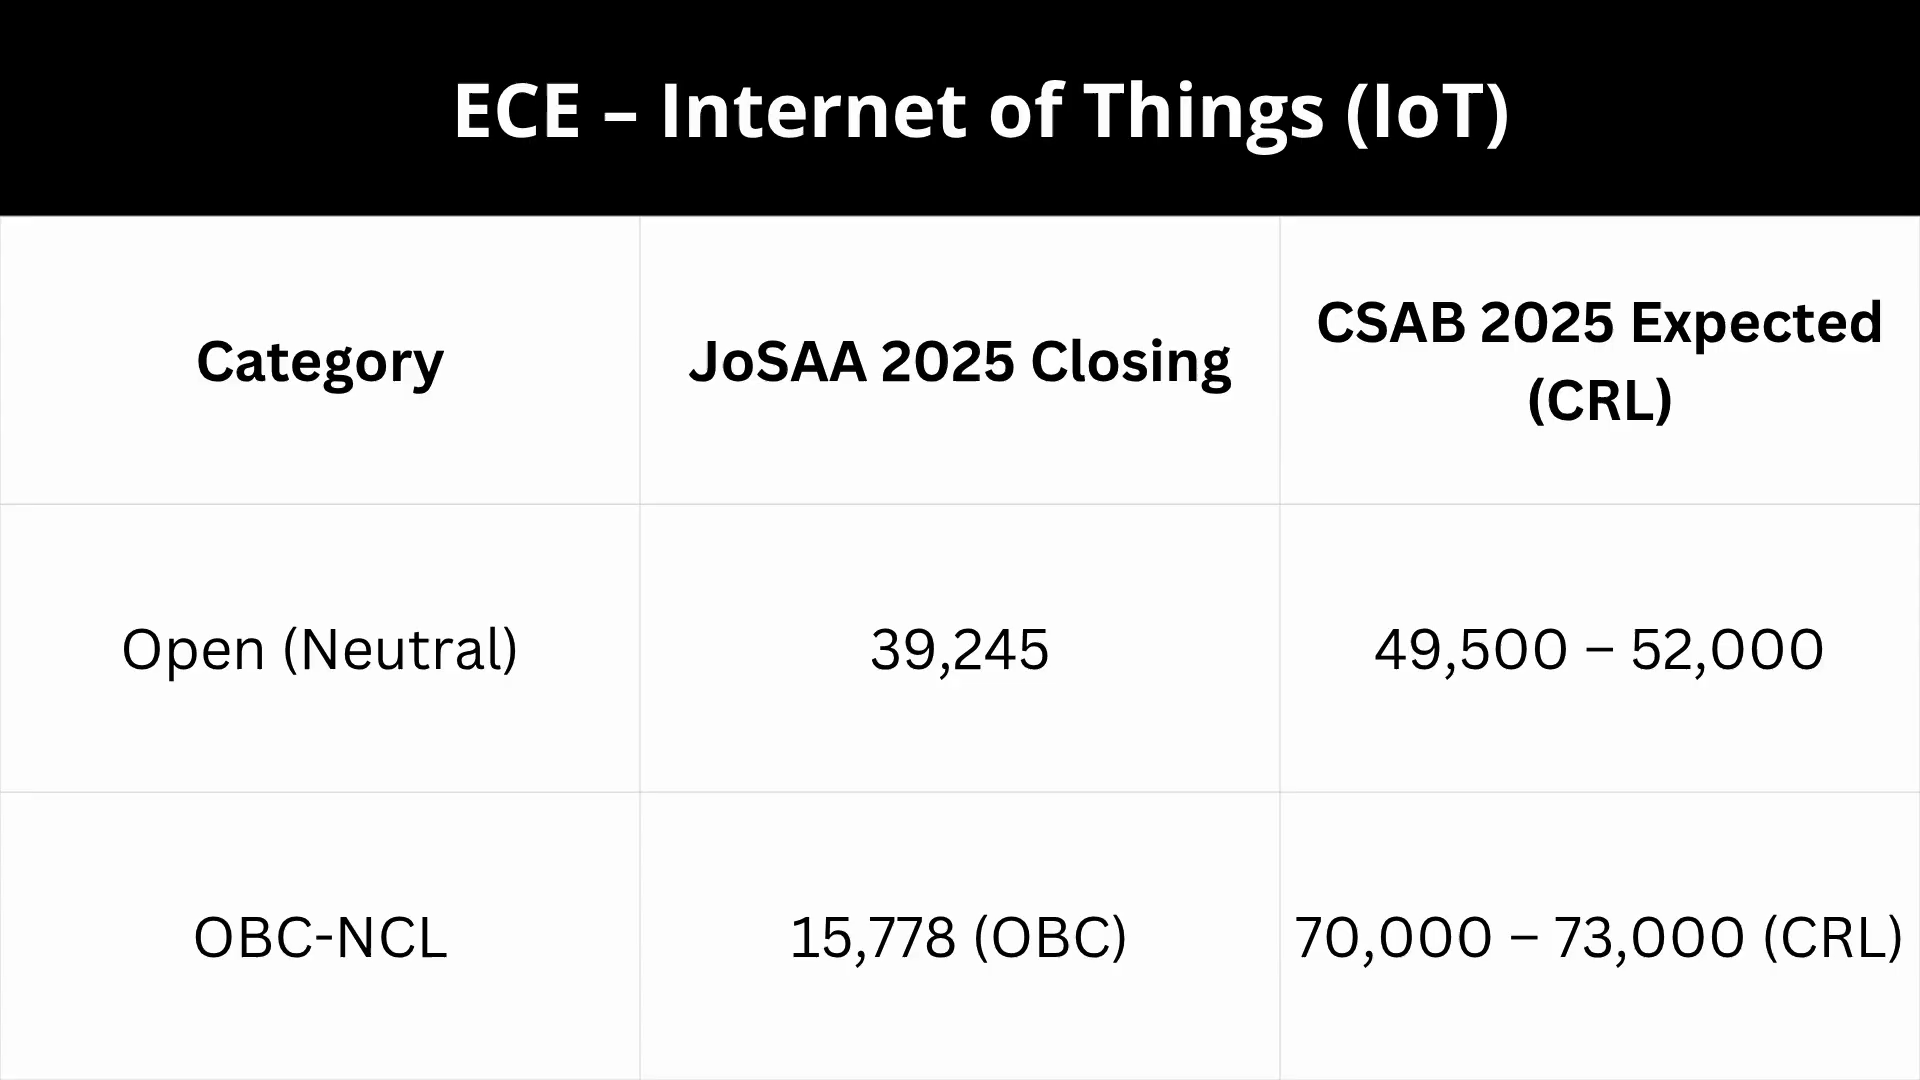 ECE – Internet of Things (IoT)
Category
JoSAA 2025 Closing
CSAB 2025 Expected
(CRL)
Open (Neutral)
39,245
49,500 – 52,000
OBC-NCL
15,778 (OBC)
70,000 – 73,000 (CRL)